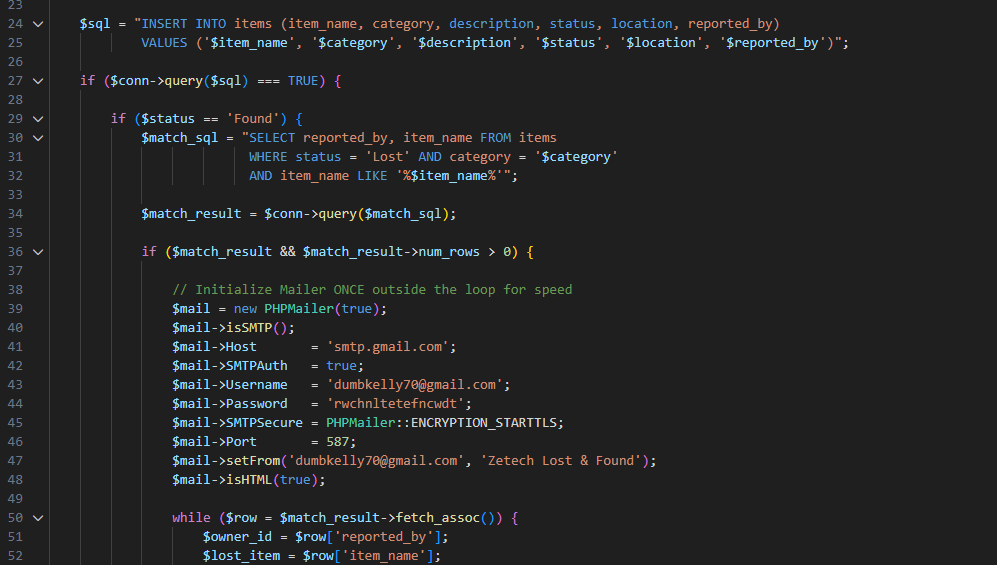 23
24 $sql = "INSERT INTO items (item_name, category, description, status, location, reported_by)
25 VALUES ('$item_name', '$category', '$description', '$status', '$location', '$reported_by')";
26
27 if ($conn->query($sql) === TRUE) {
28
29 if ($status == 'Found') {
30 $match_sql = "SELECT reported_by, item_name FROM items
31 WHERE status = 'Lost' AND category = '$category'
32 AND item_name LIKE '%$item_name%'";
33
34 $match_result = $conn->query($match_sql);
35
36 if ($match_result && $match_result->num_rows > 0) {
37
38 // Initialize Mailer ONCE outside the loop for speed
39 $mail = new PHPMailer(true);
40 $mail->isSMTP();
41 $mail->Host = 'smtp.gmail.com';
42 $mail->SMTPAuth = true;
43 $mail->Username = 'dumbkelly70@gmail.com';
44 $mail->Password = 'rwchnltetefncwdt';
45 $mail->SMTPSecure = PHPMailer::ENCRYPTION_STARTTLS;
46 $mail->Port = 587;
47 $mail->setFrom('dumbkelly70@gmail.com', 'Zetech Lost & Found');
48 $mail->isHTML(true);
49
50 while ($row = $match_result->fetch_assoc()) {
51 $owner_id = $row['reported_by'];
52 $lost_item = $row['item_name'];